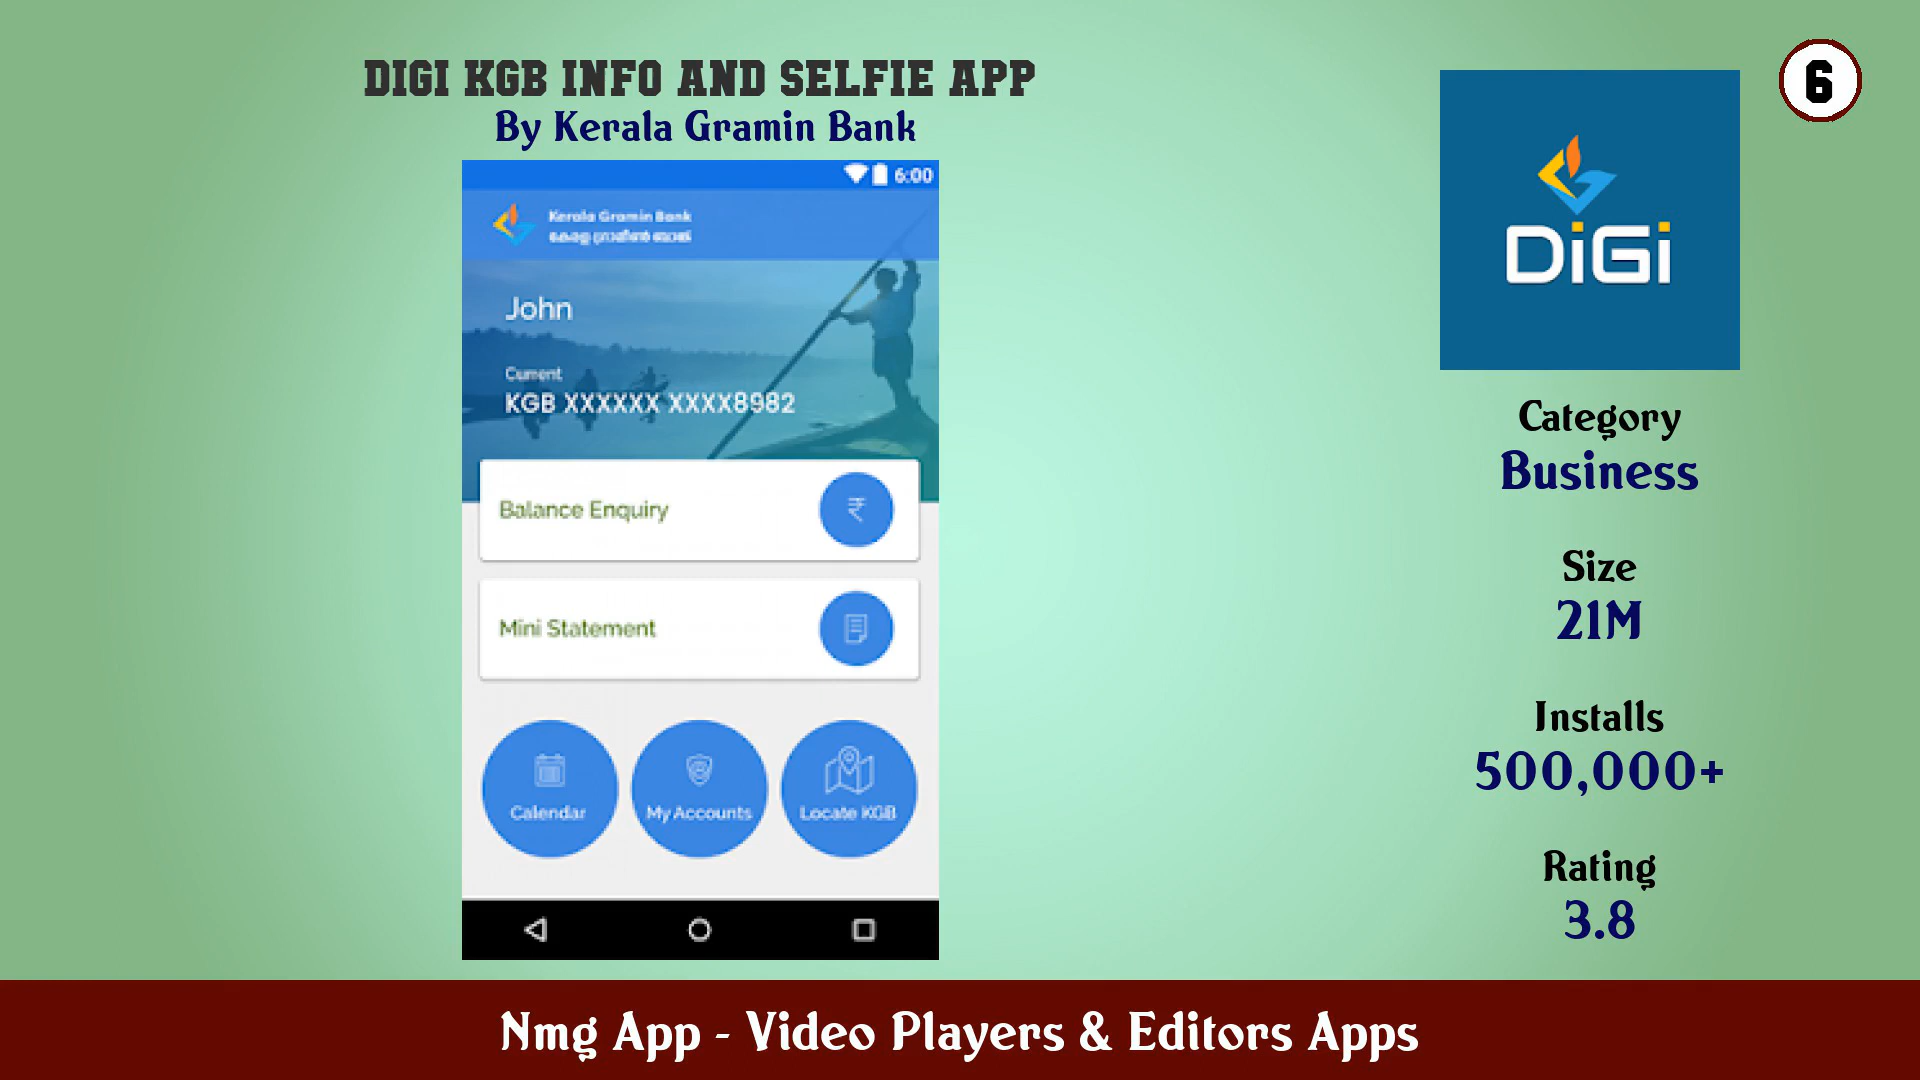 DIGI KGB INFO AND SELFIE APP
By Kerala Gramin Bank
6
6:00
Kerala Gramin Bank
കേരള ഗ്രാമീൺ ബാങ്ക്
John
Current
KGB XXXXXX XXXX8982
Balance Enquiry
₹
Mini Statement
Calendar
My Accounts
Locate KGB
DiGi
Category
Business
Size
21M
Installs
500,000+
Rating
3.8
Nmg App - Video Players & Editors Apps